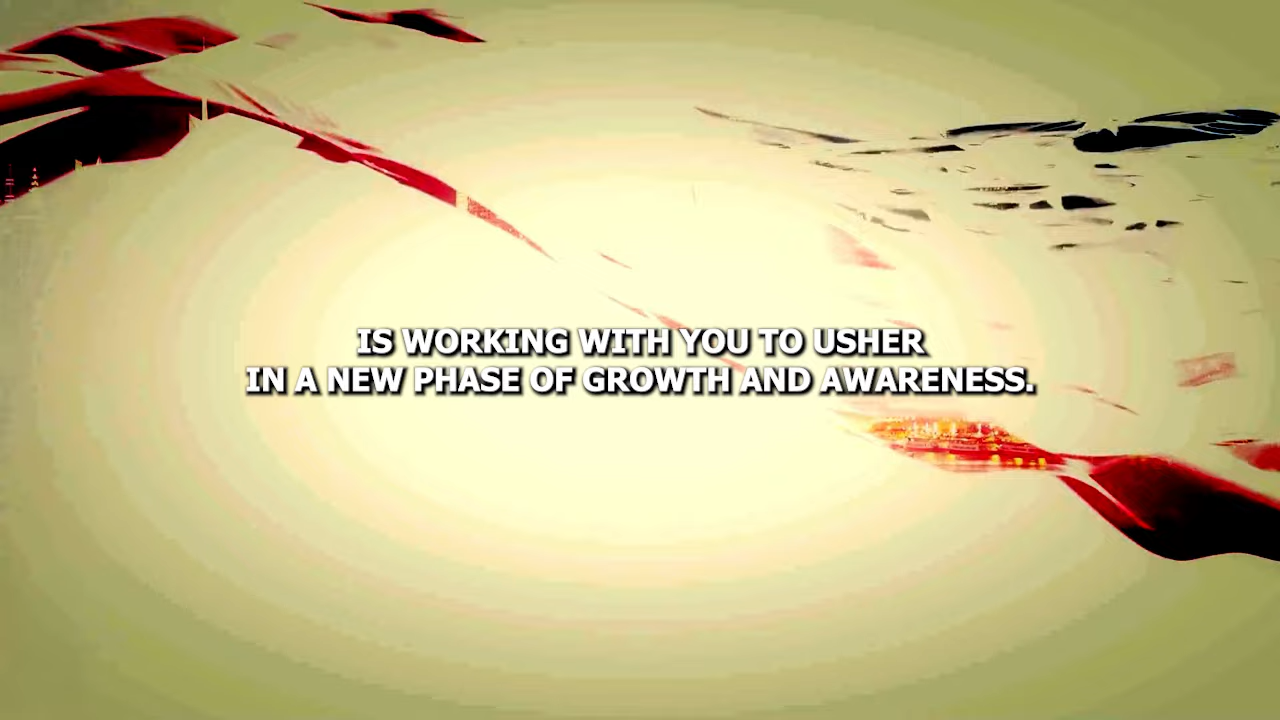 IS WORKING WITH YOU TO USHER
IN A NEW PHASE OF GROWTH AND AWARENESS.